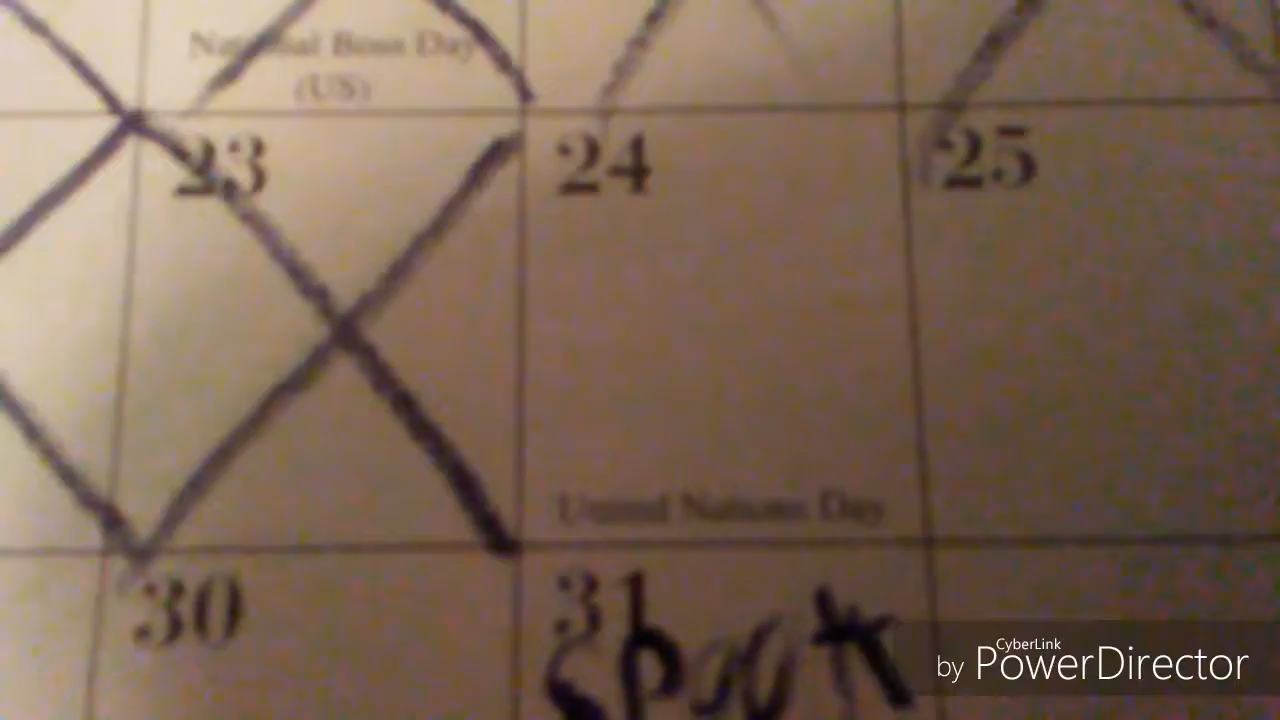 National Boss Day
(US)
23
24
25
United Nations Day
30
31
Spook
CyberLink
by PowerDirector